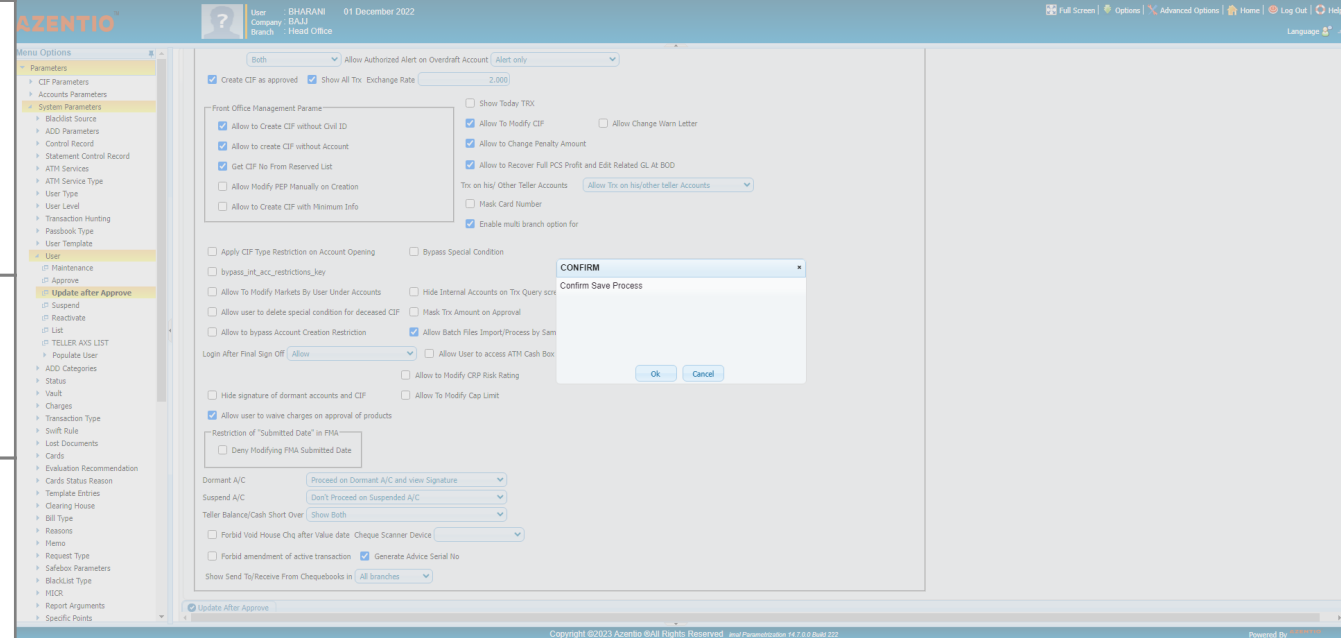 AZENTIO
?
User : BHARANI 01 December 2022
Company : BAJJ
Branch : Head Office
Full Screen | Options | Advanced Options | Home | Log Out | Help
Language
Menu Options
Parameters
CIF Parameters
Accounts Parameters
System Parameters
Blacklist Source
ADD Parameters
Control Record
Statement Control Record
ATM Services
ATM Service Type
User Type
User Level
Transaction Hunting
Passbook Type
User Template
User
Maintenance
Approve
Update after Approve
Suspend
Reactivate
List
TELLER AXS LIST
Populate User
ADD Categories
Status
Vault
Charges
Transaction Type
Swift Rule
Lost Documents
Cards
Evaluation Recommendation
Cards Status Reason
Template Entries
Clearing House
Bill Type
Reasons
Memo
Request Type
Safebox Parameters
BlackList Type
MICR
Report Arguments
Specific Points
Both Allow Authorized Alert on Overdraft Account Alert only
Create CIF as approved Show All Trx Exchange Rate 2.000
Front Office Management Parame
Allow to Create CIF without Civil ID
Allow to create CIF without Account
Get CIF No From Reserved List
Allow Modify PEP Manually on Creation
Allow to Create CIF with Minimum Info
Show Today TRX
Allow To Modify CIF Allow Change Warn Letter
Allow to Change Penalty Amount
Allow to Recover Full PCS Profit and Edit Related GL At BOD
Trx on his/ Other Teller Accounts Allow Trx on his/other teller Accounts
Mask Card Number
Enable multi branch option for
Apply CIF Type Restriction on Account Opening Bypass Special Condition
bypass_int_acc_restrictions_key
Allow To Modify Markets By User Under Accounts Hide Internal Accounts on Trx Query scre
Allow user to delete special condition for deceased CIF Mask Trx Amount on Approval
Allow to bypass Account Creation Restriction Allow Batch Files Import/Process by Sam
Login After Final Sign Off Allow Allow User to access ATM Cash Box
Allow to Modify CRP Risk Rating
Hide signature of dormant accounts and CIF Allow To Modify Cap Limit
Allow user to waive charges on approval of products
Restriction of "Submitted Date" in FMA
Deny Modifying FMA Submitted Date
Dormant A/C Proceed on Dormant A/C and view Signature
Suspend A/C Don't Proceed on Suspended A/C
Teller Balance/Cash Short Over Show Both
Forbid Void House Chq after Value date Cheque Scanner Device
Forbid amendment of active transaction Generate Advice Serial No
Show Send To/Receive From Chequebooks in All branches
Update After Approve
CONFIRM ×
Confirm Save Process
Ok Cancel
Copyright ©2023 Azentio ®All Rights Reserved imal Parametrization 14.7.0.0 Build 222
Powered By